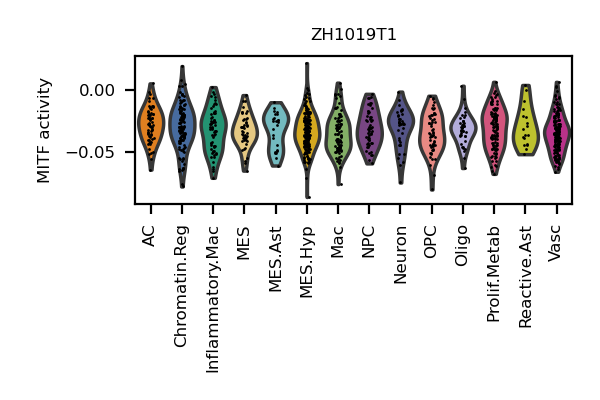 ZH1019T1
MITF activity
0.00
−0.05
AC
Chromatin.Reg
Inflammatory.Mac
MES
MES.Ast
MES.Hyp
Mac
NPC
Neuron
OPC
Oligo
Prolif.Metab
Reactive.Ast
Vasc